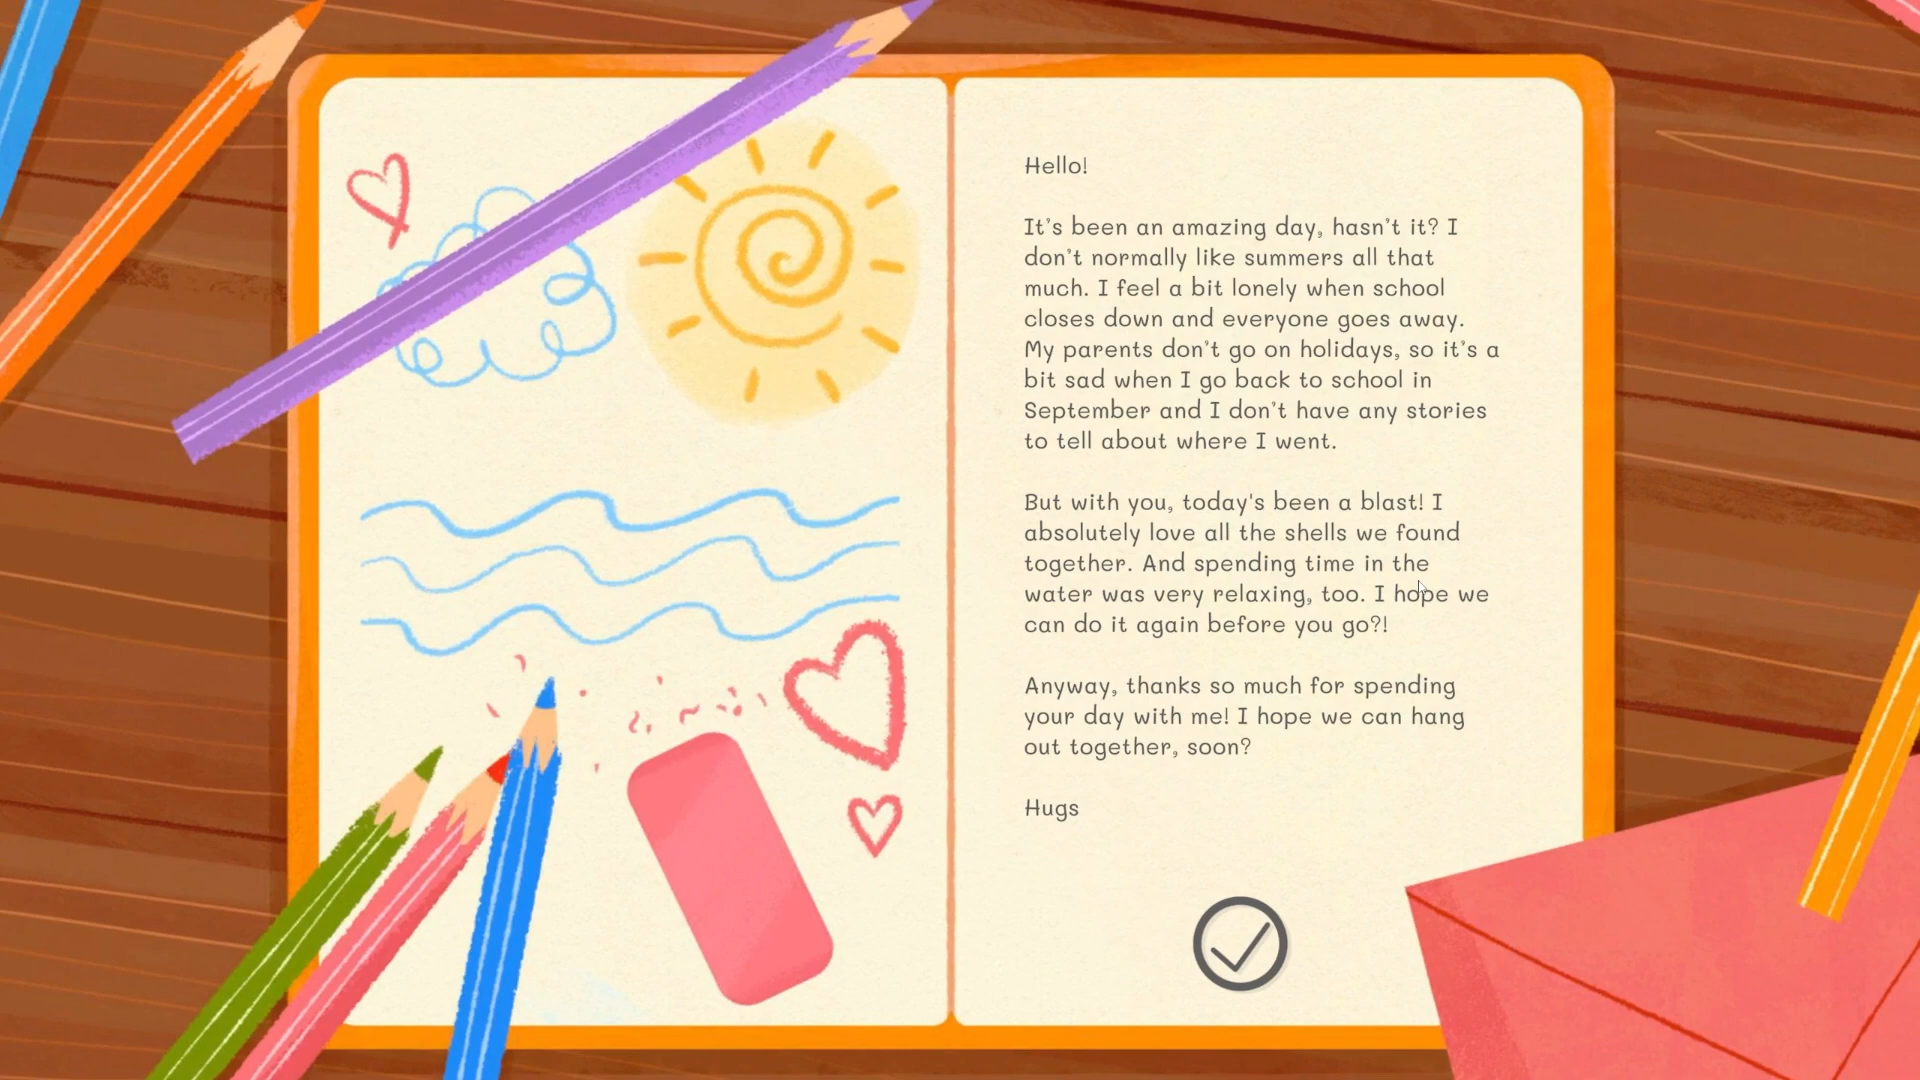 Hello!
It's been an amazing day, hasn't it? I
don't normally like summers all that
much. I feel a bit lonely when school
closes down and everyone goes away.
My parents don't go on holidays, so it's a
bit sad when I go back to school in
September and I don't have any stories
to tell about where I went.
But with you, today's been a blast! I
absolutely love all the shells we found
together. And spending time in the
water was very relaxing, too. I hope we
can do it again before you go?!
Anyway, thanks so much for spending
your day with me! I hope we can hang
out together, soon?
Hugs